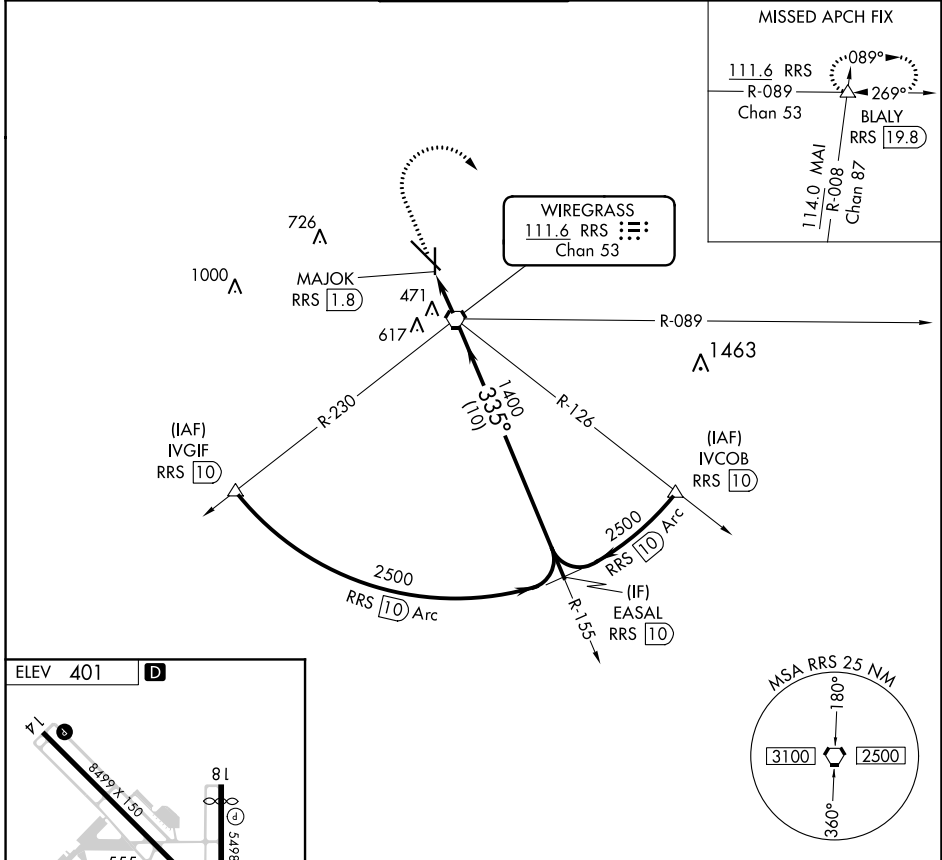 MISSED APCH FIX
089°
111.6 RRS
R-089
Chan 53
269°
BLALY
RRS 19.8
114.0 MAI
R-008
Chan 87
WIREGRASS
111.6 RRS
Chan 53
726
1000
MAJOK
RRS 1.8
471
617
R-089
1463
1400
335°
(10)
R-230
R-126
(IAF)
IVGIF
RRS 10
(IAF)
IVCOB
RRS 10
2500
RRS 10 Arc
2500
RRS 10 Arc
(IF)
EASAL
RRS 10
R-155
ELEV 401 D
14
P
8499 X 150
18
P
5498
MSA RRS 25 NM
180°
3100
2500
360°